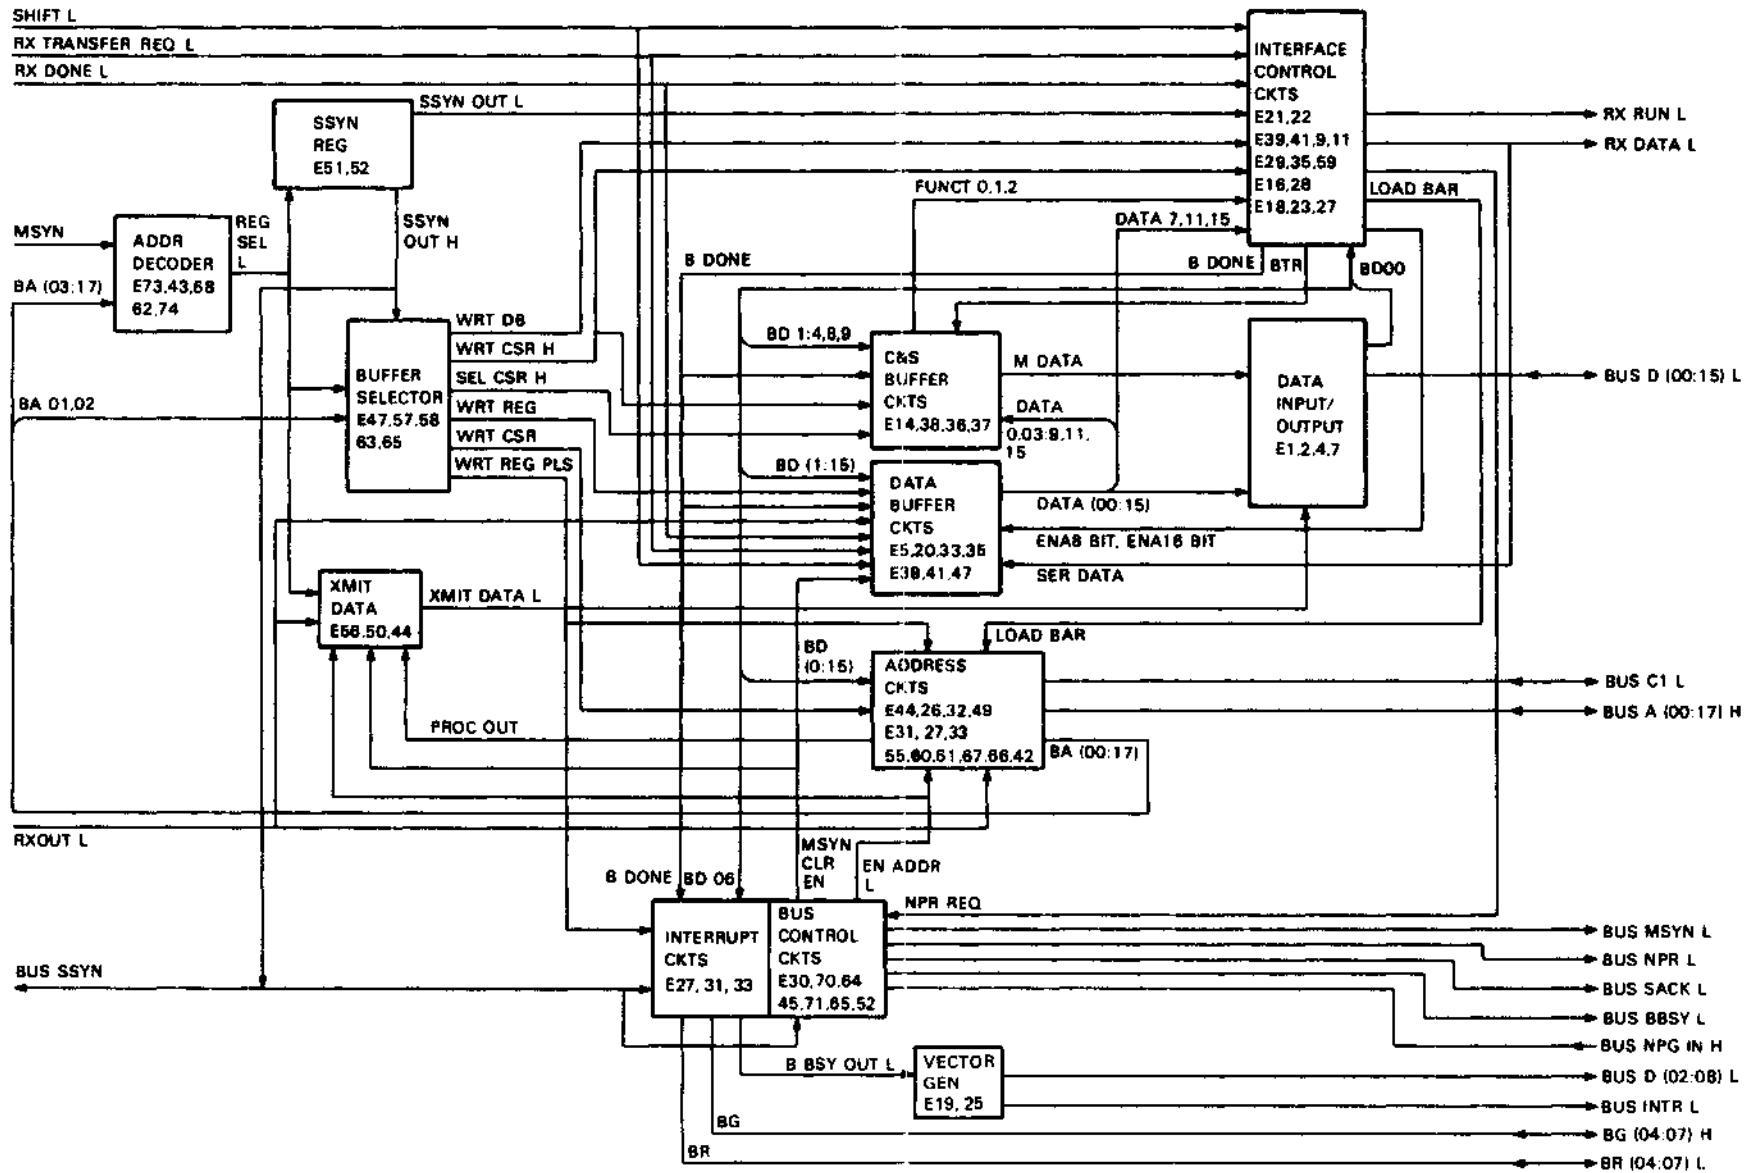 SHIFT L
RX TRANSFER REQ L
RX DONE L
SSYN
REG
E51,52
SSYN OUT L
INTERFACE
CONTROL
CKTS
E21,22
E39,41,9,11
E29,35,59
E16,28
E18,23,27
RX RUN L
RX DATA L
LOAD BAR
FUNCT 0,1,2
DATA 7,11,15
MSYN
BA (03:17)
ADDR
DECODER
E73,43,68
62,74
REG
SEL
L
SSYN
OUT H
B DONE
B DONE
BTR
BD00
BA 01,02
BUFFER
SELECTOR
E47,57,58
63,65
WRT DB
WRT CSR H
SEL CSR H
WRT REG
WRT CSR
WRT REG PLS
BD 1:4,8,9
C&S
BUFFER
CKTS
E14,38,36,37
M DATA
DATA
0,03:9,11,
15
DATA
INPUT/
OUTPUT
E1,2,4,7
BUS D (00:15) L
BD (1:15)
DATA
BUFFER
CKTS
E5,20,33,35
E39,41,47
DATA (00:15)
ENA8 BIT, ENA16 BIT
SER DATA
XMIT
DATA
E56,50,44
XMIT DATA L
LOAD BAR
BD
(0:15)
ADDRESS
CKTS
E44,26,32,49
E31, 27,33
55,60,61,67,66,42
PROC OUT
BA (00:17)
BUS C1 L
BUS A (00:17) H
RXOUT L
MSYN
CLR
EN
EN ADDR
L
B DONE
BD 06
NPR REQ
INTERRUPT
CKTS
E27, 31, 33
BUS
CONTROL
CKTS
E30,70,64
45,71,65,52
BUS SSYN
BUS MSYN L
BUS NPR L
BUS SACK L
BUS BBSY L
BUS NPG IN H
B BSY OUT L
VECTOR
GEN
E19, 25
BUS D (02:08) L
BUS INTR L
BG
BG (04:07) H
BR
BR (04:07) L